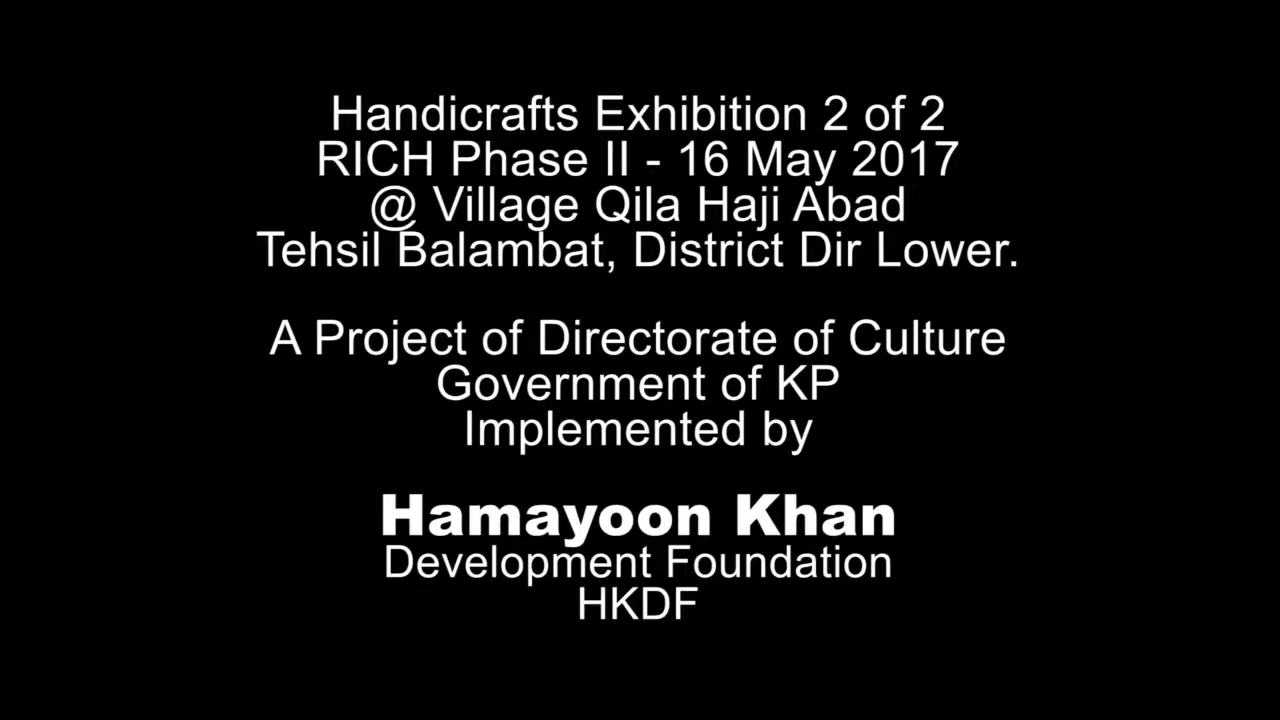 Handicrafts Exhibition 2 of 2
RICH Phase II - 16 May 2017
@ Village Qila Haji Abad
Tehsil Balambat, District Dir Lower.
A Project of Directorate of Culture
Government of KP
Implemented by
Hamayoon Khan
Development Foundation
HKDF